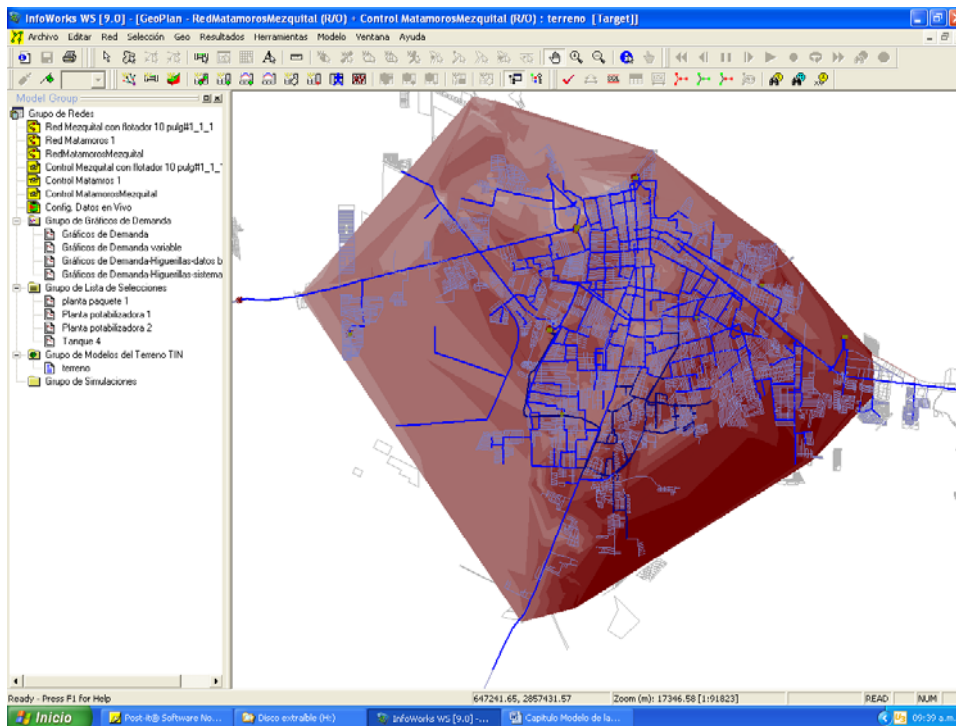 InfoWorks WS [9.0] - [GeoPlan - RedMatamorosMezquital (R/O) + Control MatamorosMezquital (R/O) : terreno [Target]]
Archivo Editar Red Selección Geo Resultados Herramientas Modelo Ventana Ayuda
Model Group
Grupo de Redes
Red Mezquital con flotador 10 pulg#1_1_1
Red Matamoros 1
RedMatamorosMezquital
Control Mezquital con flotador 10 pulg#1_1_1
Control Matamros 1
Control MatamorosMezquital
Config. Datos en Vivo
Grupo de Gráficos de Demanda
Gráficos de Demanda
Gráficos de Demanda variable
Gráficos de Demanda-Higuerillas-datos b
Gráficos de Demanda-Higuerillas-sistema
Grupo de Lista de Selecciones
planta paquete 1
Planta potabilizadora 1
Planta potabilizadora 2
Tanque 4
Grupo de Modelos del Terreno TIN
terreno
Grupo de Simulaciones
Ready - Press F1 for Help
647241.65, 2857431.57
Zoom (m): 17346.58 [1:91823]
READ
NUM
Inicio
Post-it® Software No...
Disco extraíble (H:)
InfoWorks WS [9.0] -...
Capitulo Modelo de la...
09:39 a.m.